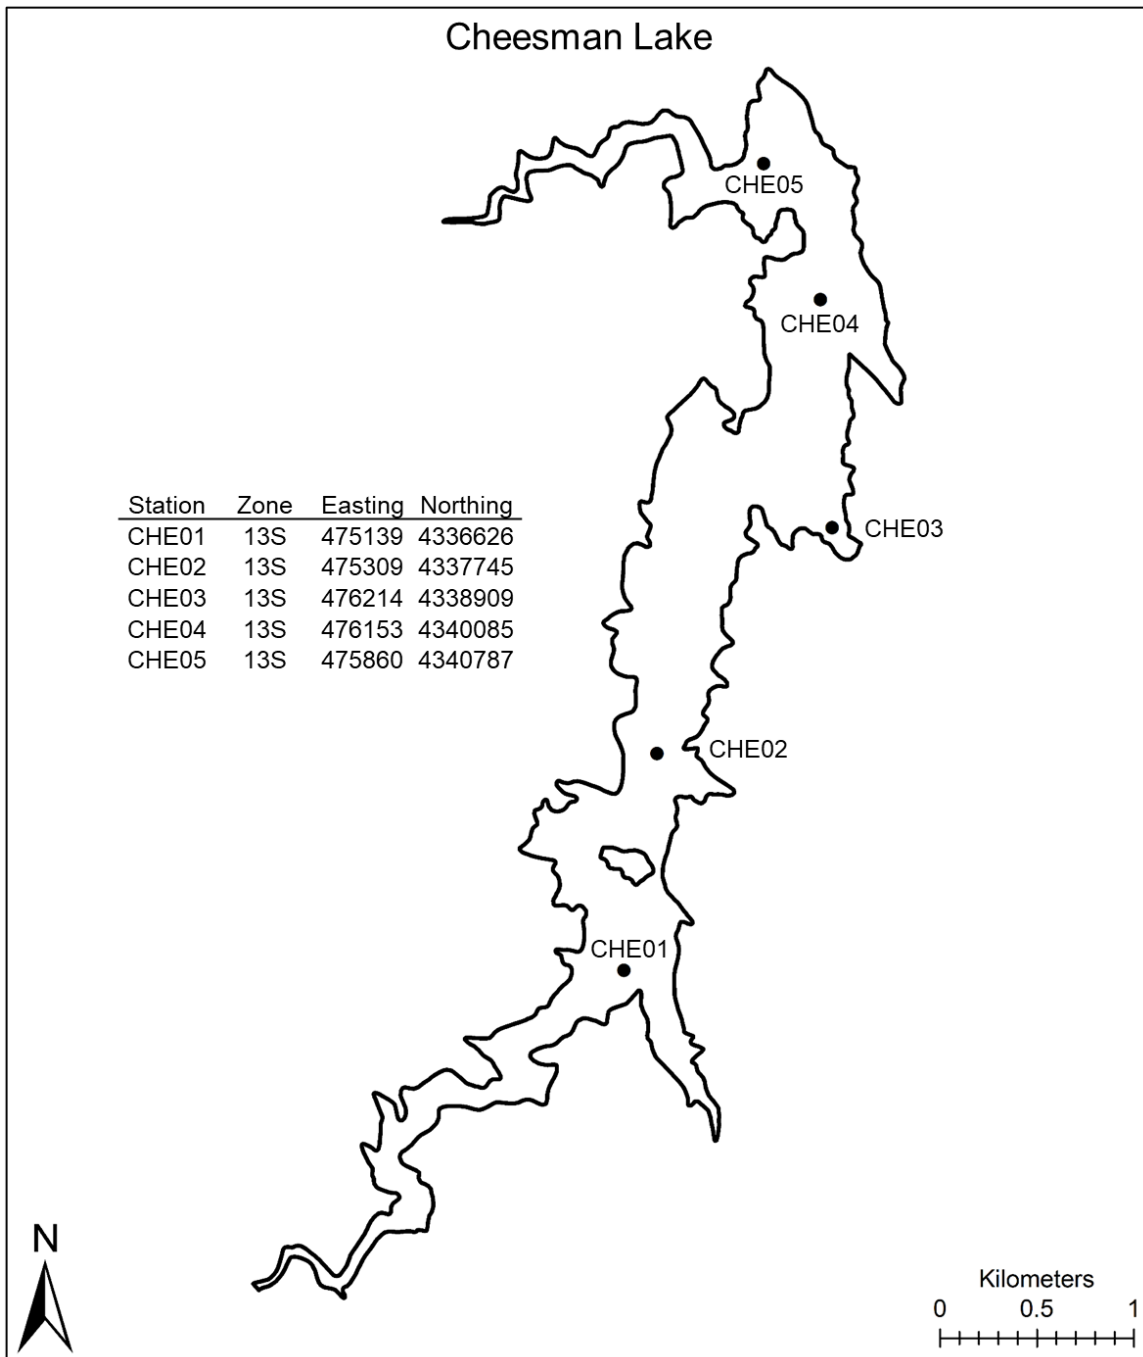 Cheesman Lake
CHE05
CHE04
Station Zone Easting Northing
CHE01 13S 475139 4336626
CHE02 13S 475309 4337745
CHE03 13S 476214 4338909
CHE04 13S 476153 4340085
CHE05 13S 475860 4340787
CHE03
CHE02
CHE01
N
Kilometers
0 0.5 1